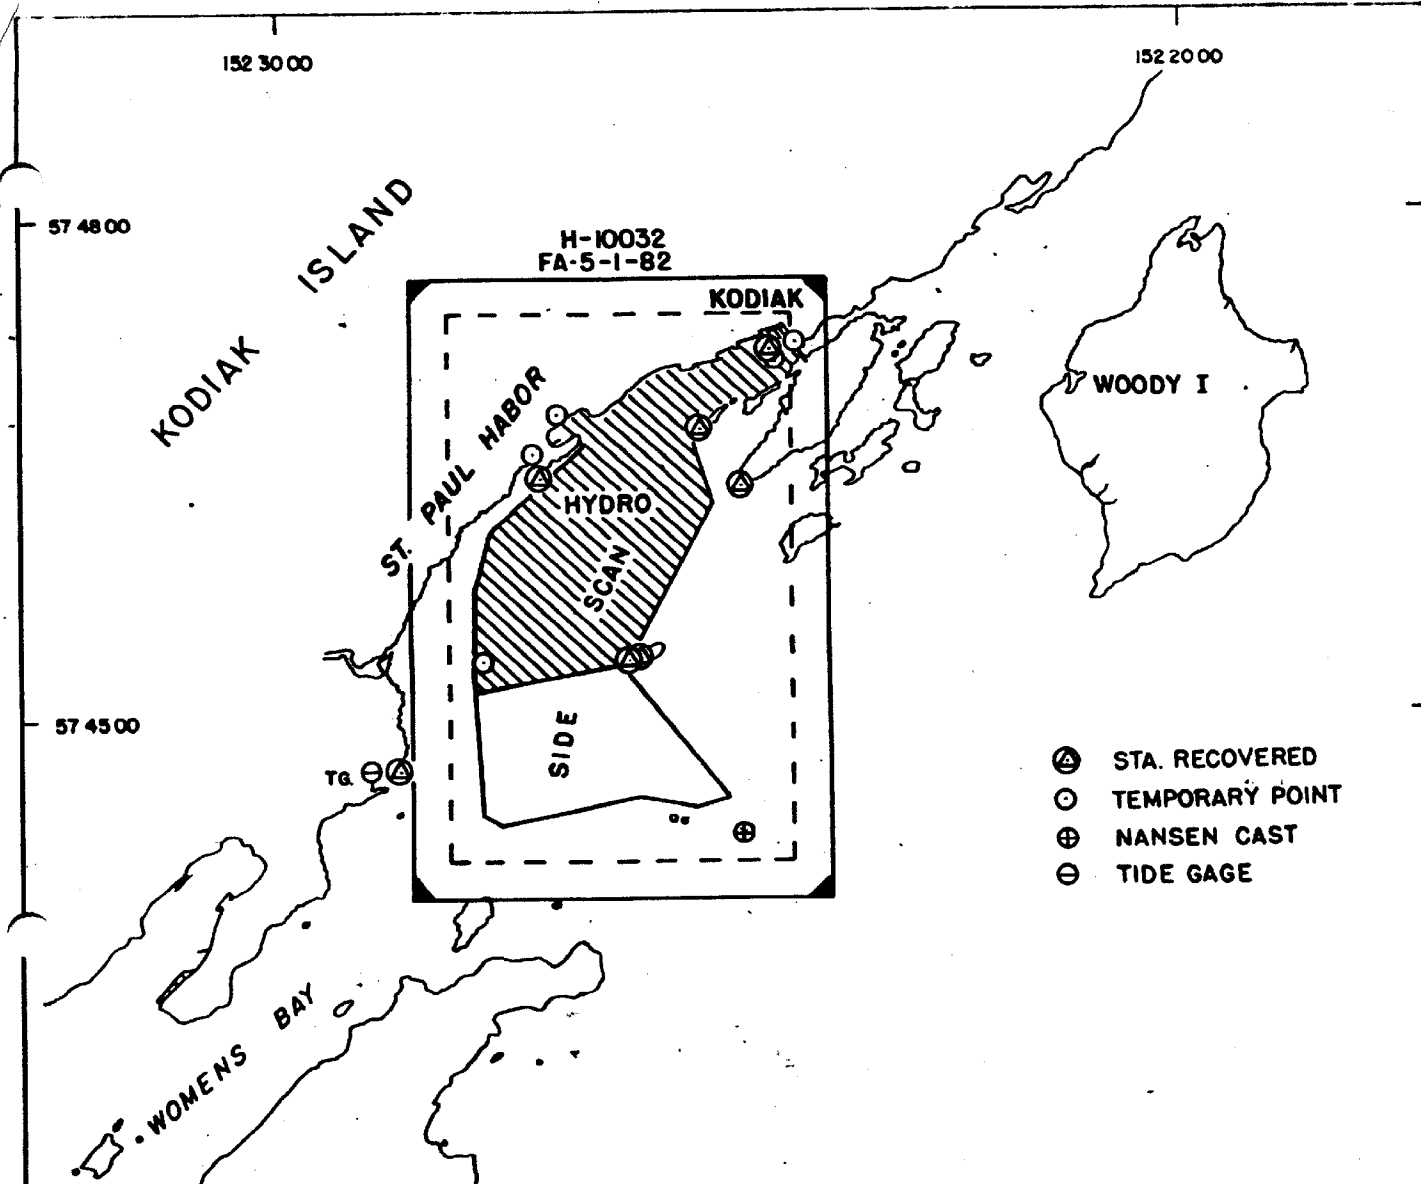 152 30 00
152 20 00
57 48 00
KODIAK ISLAND
H-10032
FA-5-1-82
KODIAK
WOODY I
ST. PAUL HABOR
HYDRO
SCAN
SIDE
57 45 00
TG.
STA. RECOVERED
TEMPORARY POINT
NANSEN CAST
TIDE GAGE
WOMENS BAY